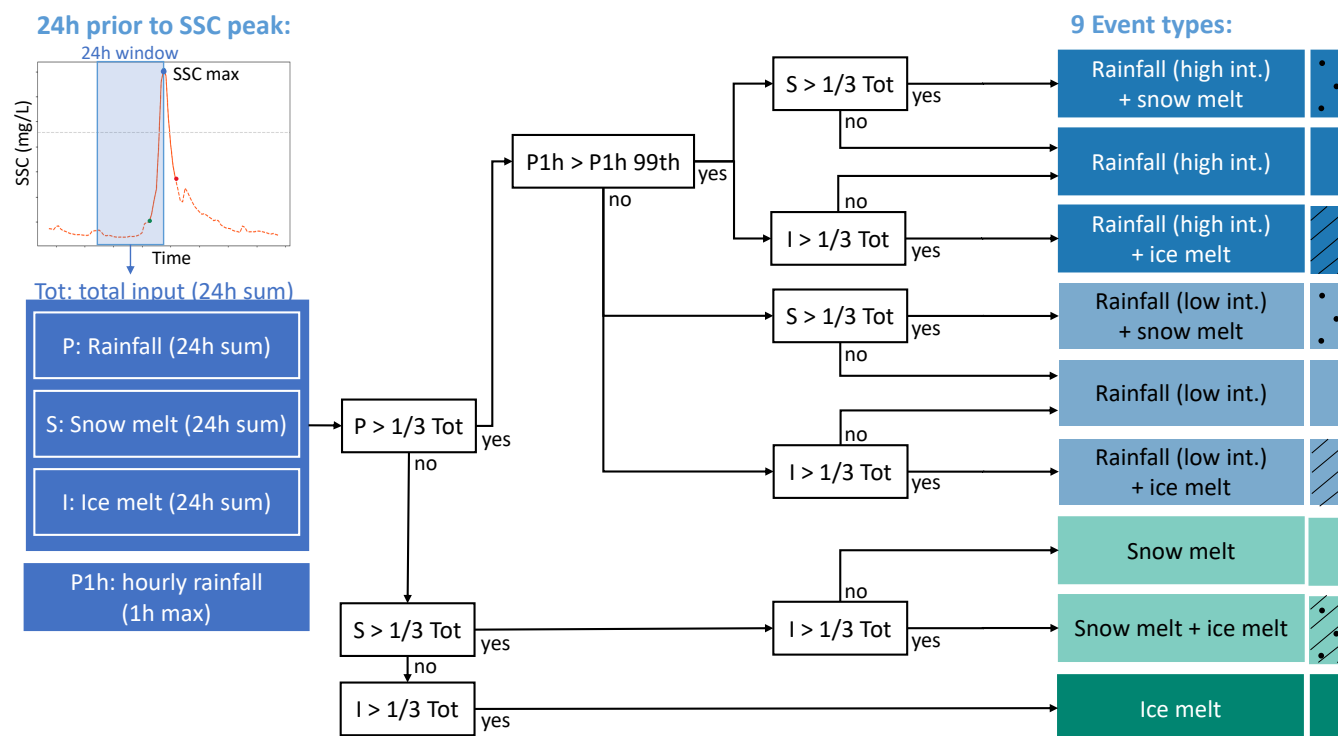 24h prior to SSC peak:
24h window
SSC max
SSC (mg/L)
Time
Tot: total input (24h sum)
P: Rainfall (24h sum)
S: Snow melt (24h sum)
I: Ice melt (24h sum)
P1h: hourly rainfall
(1h max)
P > 1/3 Tot
yes
no
P1h > P1h 99th
yes
no
S > 1/3 Tot
yes
no
I > 1/3 Tot
no
yes
S > 1/3 Tot
yes
no
I > 1/3 Tot
no
yes
S > 1/3 Tot
yes
no
I > 1/3 Tot
no
yes
I > 1/3 Tot
yes
9 Event types:
Rainfall (high int.)
+ snow melt
Rainfall (high int.)
Rainfall (high int.)
+ ice melt
Rainfall (low int.)
+ snow melt
Rainfall (low int.)
Rainfall (low int.)
+ ice melt
Snow melt
Snow melt + ice melt
Ice melt